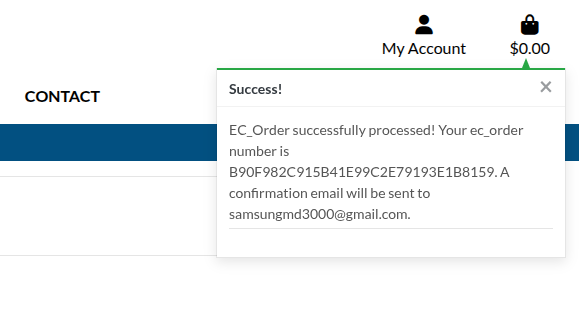 My Account
$0.00
CONTACT
Success!
×
EC_Order successfully processed! Your ec_order
number is
B90F982C915B41E99C2E79193E1B8159. A
confirmation email will be sent to
samsungmd3000@gmail.com.